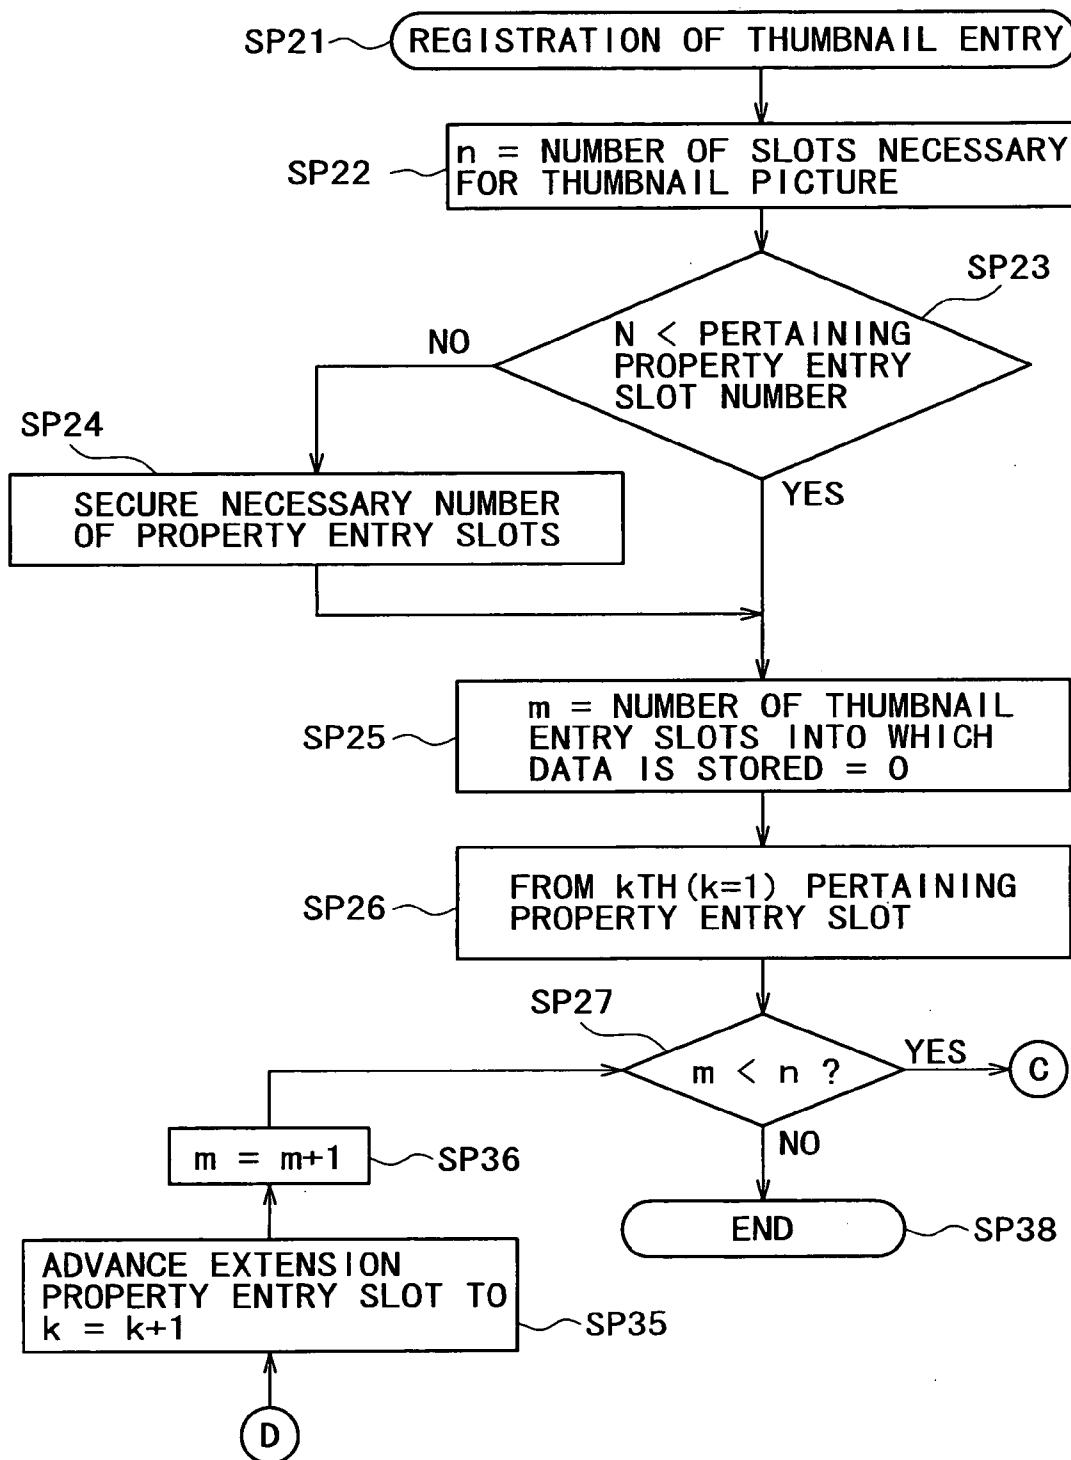 SP21
REGISTRATION OF THUMBNAIL ENTRY
SP22
n = NUMBER OF SLOTS NECESSARY
FOR THUMBNAIL PICTURE
SP23
N < PERTAINING
PROPERTY ENTRY
SLOT NUMBER
NO
YES
SP24
SECURE NECESSARY NUMBER
OF PROPERTY ENTRY SLOTS
SP25
m = NUMBER OF THUMBNAIL
ENTRY SLOTS INTO WHICH
DATA IS STORED = 0
SP26
FROM kTH(k=1) PERTAINING
PROPERTY ENTRY SLOT
SP27
m < n ?
YES
C
NO
m = m+1
SP36
END
SP38
ADVANCE EXTENSION
PROPERTY ENTRY SLOT TO
k = k+1
SP35
D